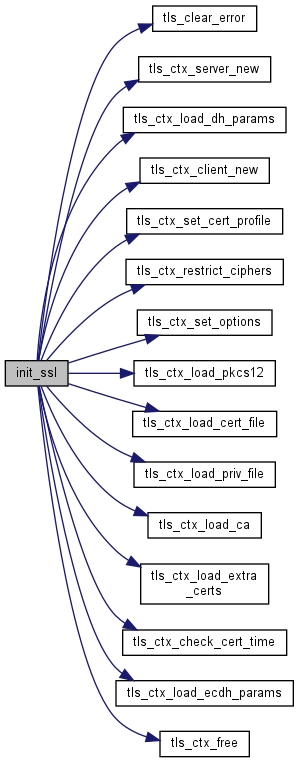 tls_clear_error
tls_ctx_server_new
tls_ctx_load_dh_params
tls_ctx_client_new
tls_ctx_set_cert_profile
tls_ctx_restrict_ciphers
tls_ctx_set_options
init_ssl
tls_ctx_load_pkcs12
tls_ctx_load_cert_file
tls_ctx_load_priv_file
tls_ctx_load_ca
tls_ctx_load_extra
_certs
tls_ctx_check_cert_time
tls_ctx_load_ecdh_params
tls_ctx_free